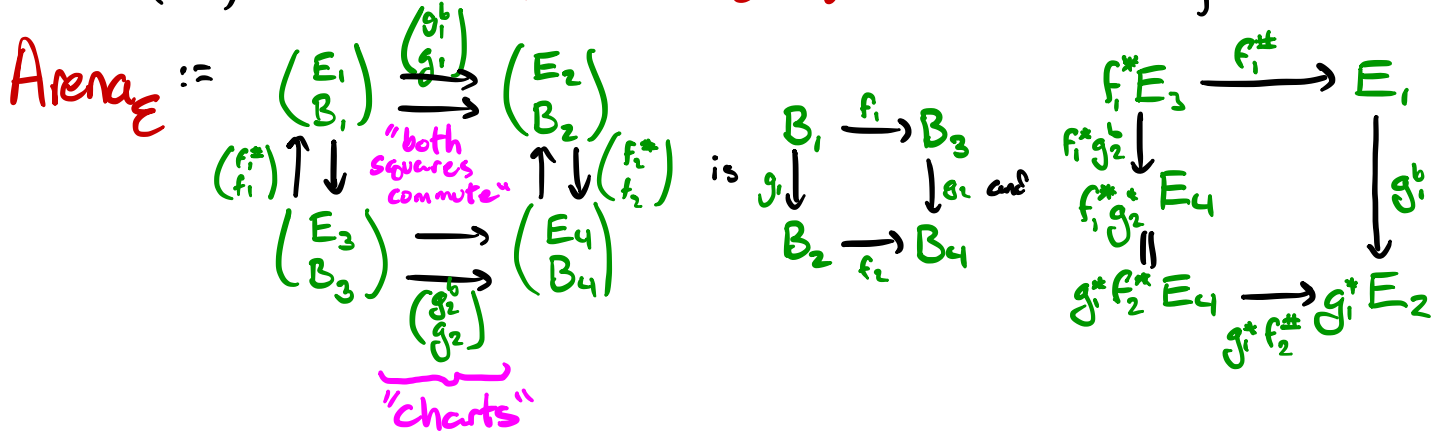 Arena_ℰ :=
(g₁ᵇ g₁)
(E₁ B₁) (E₂ B₂)
"both squares commute"
(f₁^# f₁) (f₂^# f₂)
(E₃ B₃) (E₄ B₄)
(g₂ᵇ g₂)
"charts"
is
B₁ f₁ B₃
g₁ g₂
B₂ f₂ B₄
and
f₁*E₃ f₁^# E₁
f₁*g₂ᵇ
f₁*g₂*E₄ g₁ᵇ
g₁*f₂*E₄ g₁*E₂
g₁*f₂^#